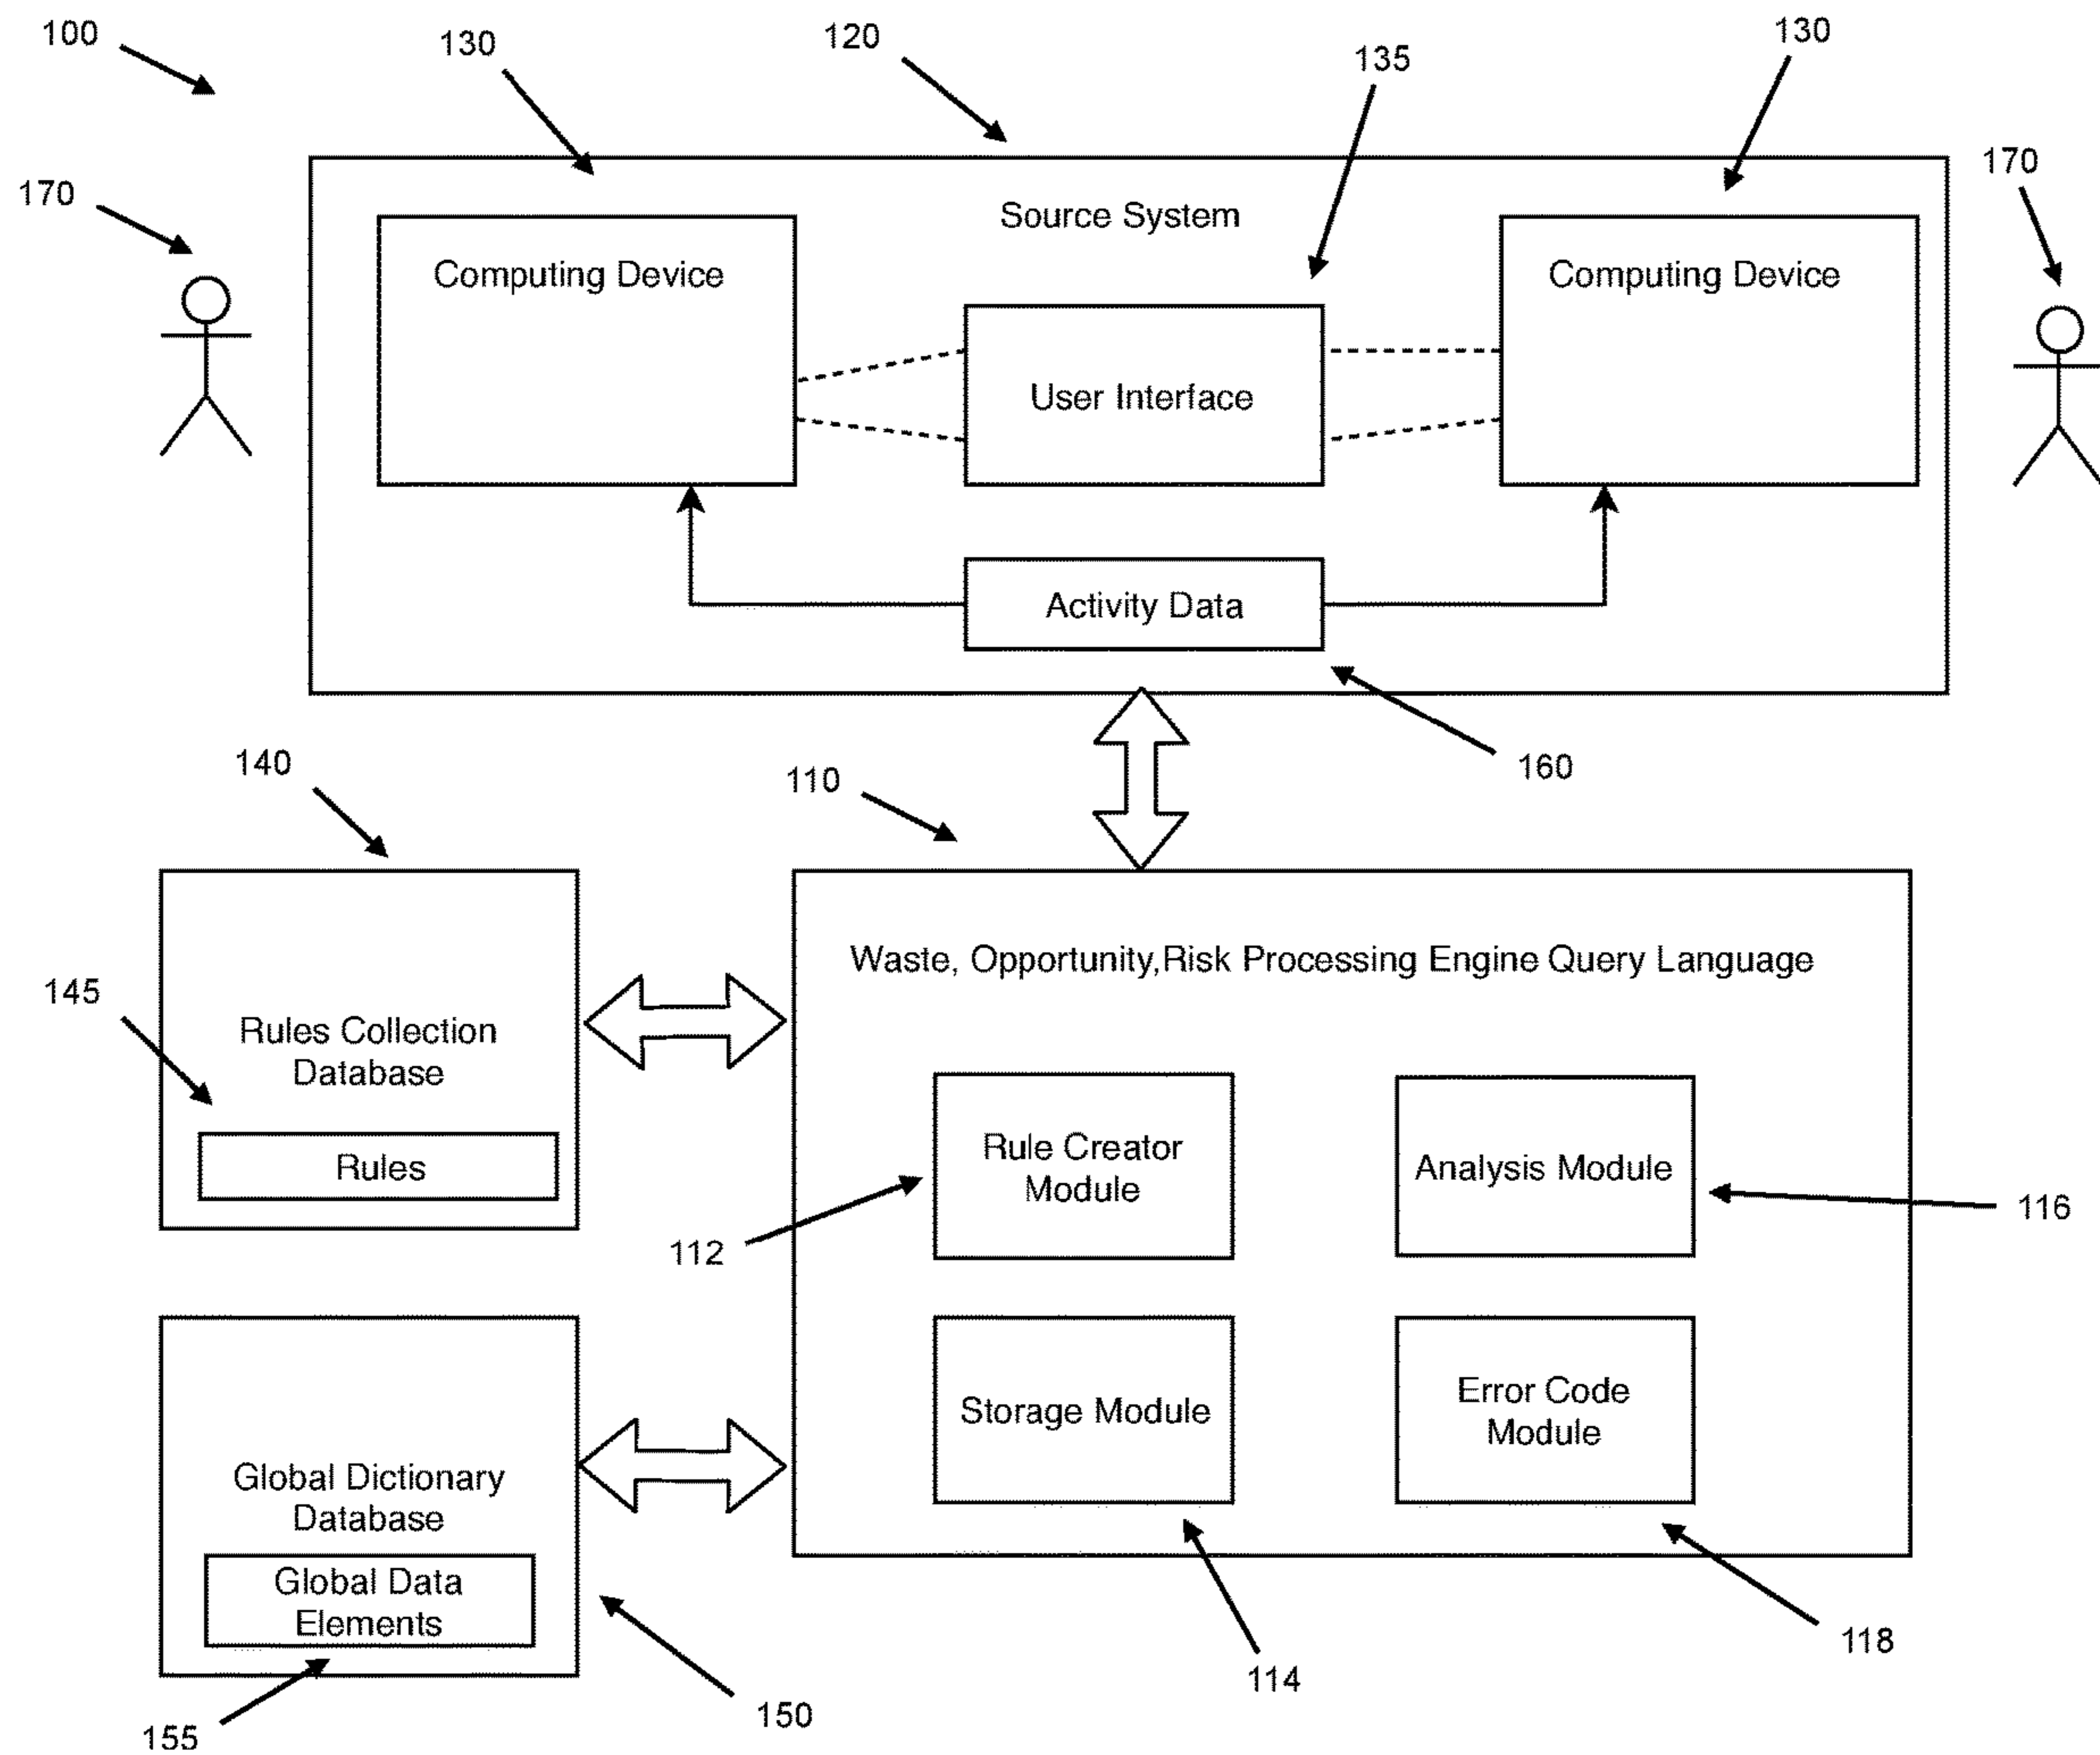 100
130
120
135
130
170
170
Source System
Computing Device
Computing Device
User Interface
Activity Data
160
140
110
Waste, Opportunity,Risk Processing Engine Query Language
145
Rules Collection
Database
Rules
Rule Creator
Module
Analysis Module
112
116
Storage Module
Error Code
Module
Global Dictionary
Database
Global Data
Elements
114
118
150
155